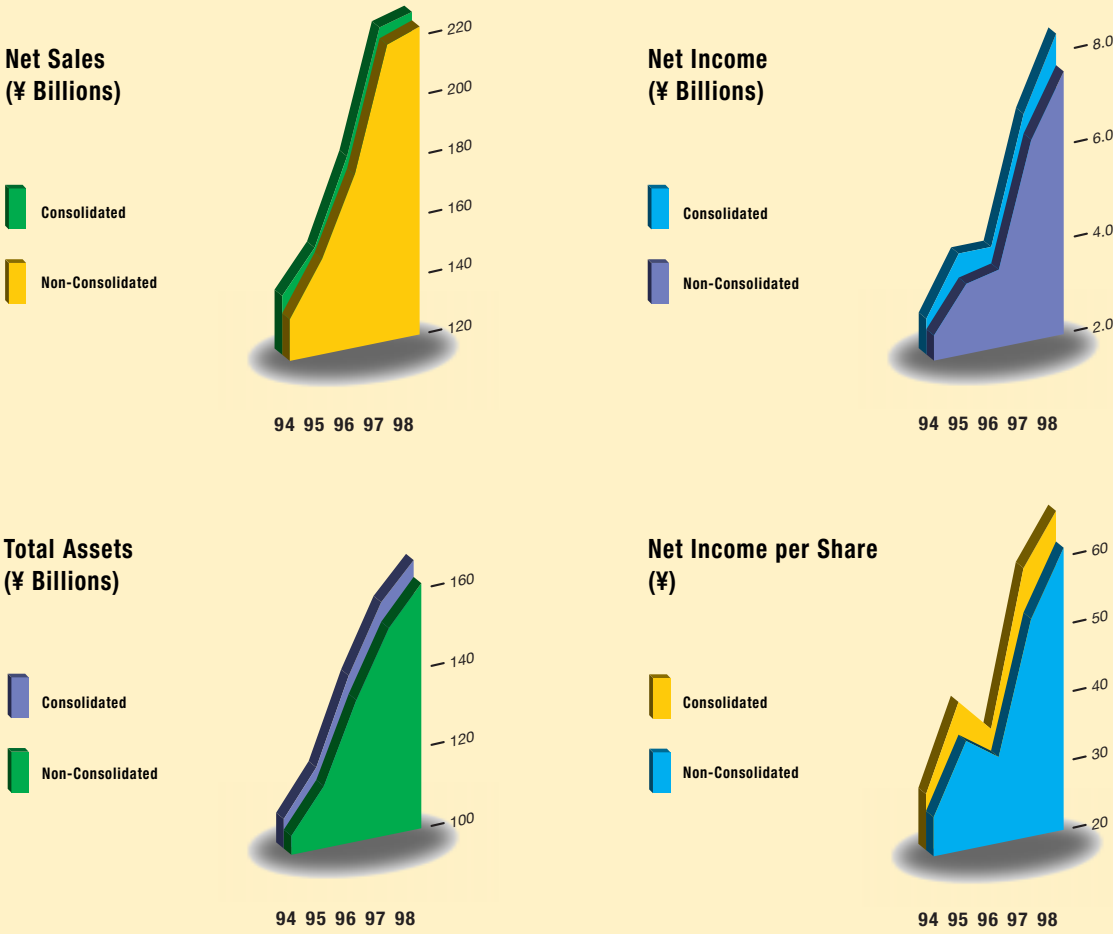 Net Sales
(¥ Billions)
Consolidated
Non-Consolidated
220
200
180
160
140
120
94 95 96 97 98
Net Income
(¥ Billions)
Consolidated
Non-Consolidated
8.0
6.0
4.0
2.0
94 95 96 97 98
Total Assets
(¥ Billions)
Consolidated
Non-Consolidated
160
140
120
100
94 95 96 97 98
Net Income per Share
(¥)
Consolidated
Non-Consolidated
60
50
40
30
20
94 95 96 97 98